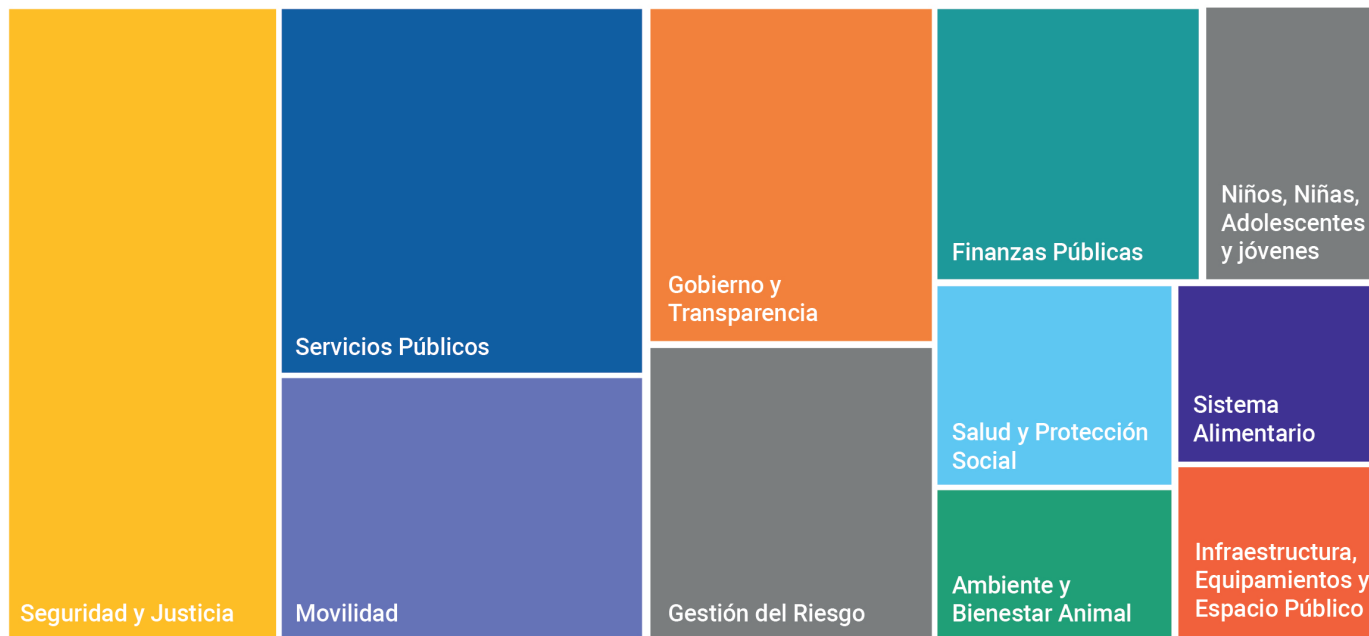 Seguridad y Justicia
Servicios Públicos
Movilidad
Gobierno y
Transparencia
Gestión del Riesgo
Finanzas Públicas
Niños, Niñas,
Adolescentes
y jóvenes
Salud y Protección
Social
Sistema
Alimentario
Ambiente y
Bienestar Animal
Infraestructura,
Equipamientos y
Espacio Público